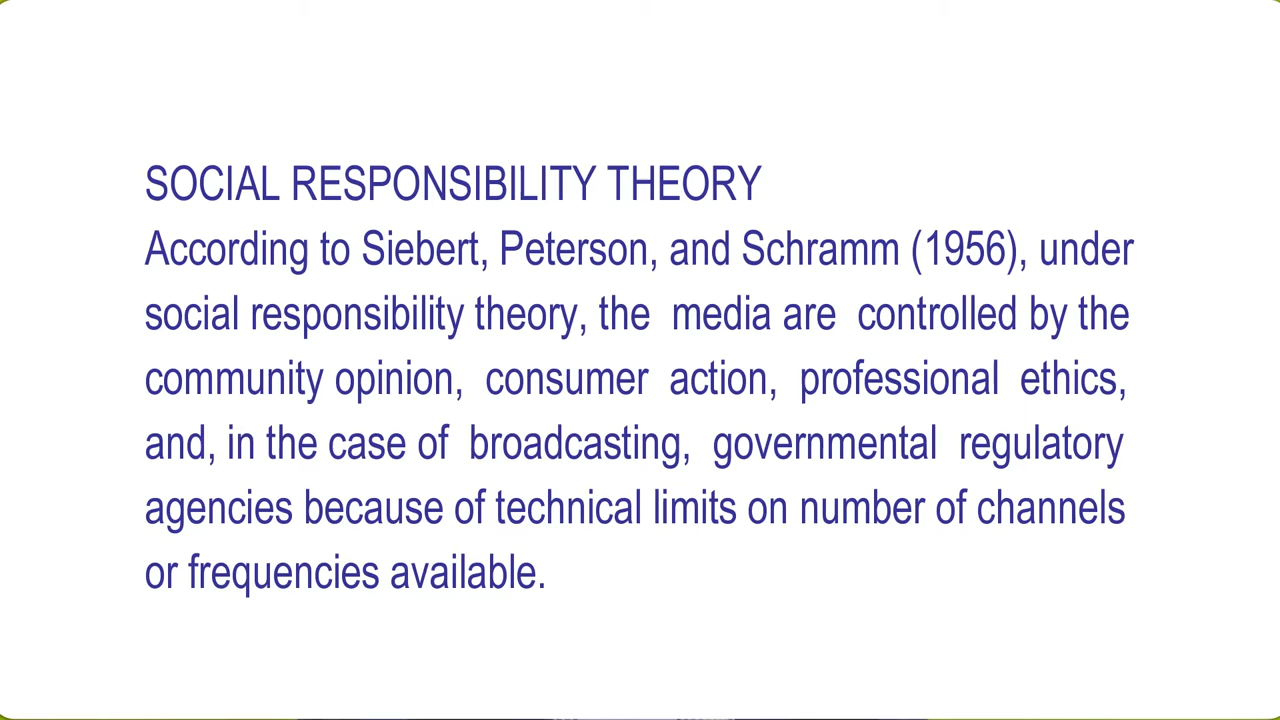 SOCIAL RESPONSIBILITY THEORY
According to Siebert, Peterson, and Schramm (1956), under
social responsibility theory, the media are controlled by the
community opinion, consumer action, professional ethics,
and, in the case of broadcasting, governmental regulatory
agencies because of technical limits on number of channels
or frequencies available.